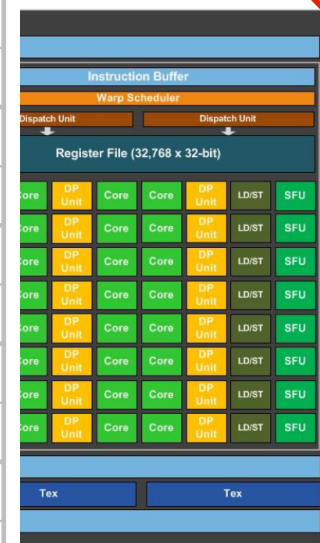 Instruction Buffer
Warp Scheduler
Dispatch Unit Dispatch Unit
Register File (32,768 x 32-bit)
Core DP Unit Core Core DP Unit LD/ST SFU
Core DP Unit Core Core DP Unit LD/ST SFU
Core DP Unit Core Core DP Unit LD/ST SFU
Core DP Unit Core Core DP Unit LD/ST SFU
Core DP Unit Core Core DP Unit LD/ST SFU
Core DP Unit Core Core DP Unit LD/ST SFU
Core DP Unit Core Core DP Unit LD/ST SFU
Core DP Unit Core Core DP Unit LD/ST SFU
Tex Tex